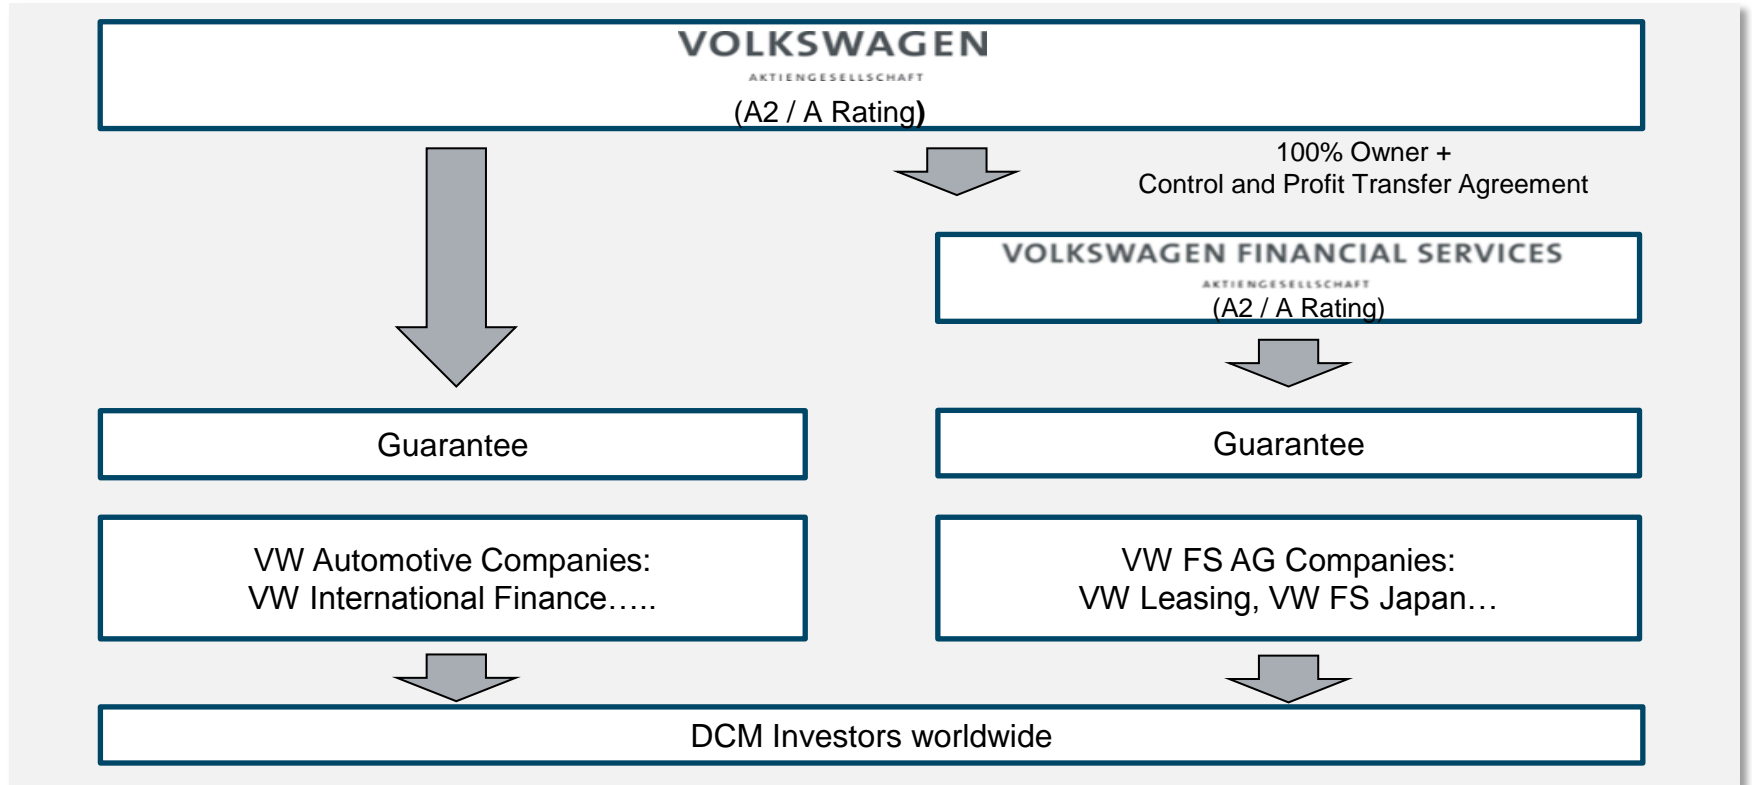 VOLKSWAGEN
AKTIENGESELLSCHAFT
(A2 / A Rating)
100% Owner +
Control and Profit Transfer Agreement
VOLKSWAGEN FINANCIAL SERVICES
AKTIENGESELLSCHAFT
(A2 / A Rating)
Guarantee
Guarantee
VW Automotive Companies:
VW International Finance…..
VW FS AG Companies:
VW Leasing, VW FS Japan…
DCM Investors worldwide